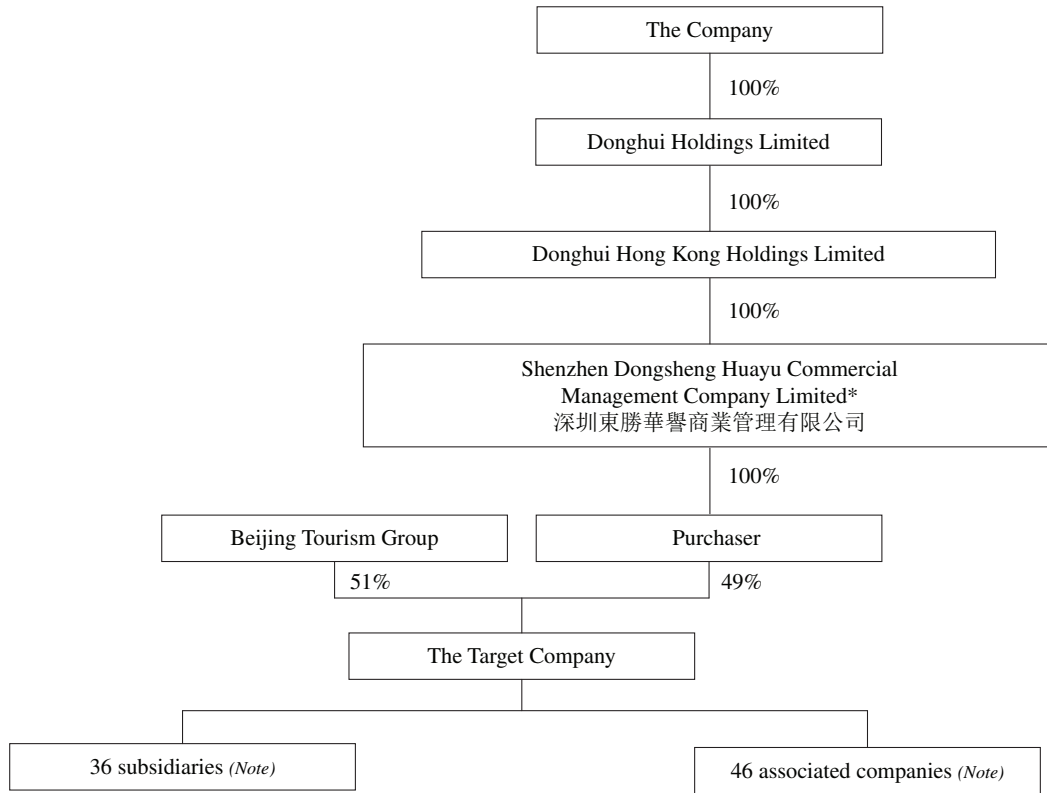 The Company
100%
Donghui Holdings Limited
100%
Donghui Hong Kong Holdings Limited
100%
Shenzhen Dongsheng Huayu Commercial
Management Company Limited*
深圳東勝華譽商業管理有限公司
100%
Beijing Tourism Group
Purchaser
51%
49%
The Target Company
36 subsidiaries (Note)
46 associated companies (Note)